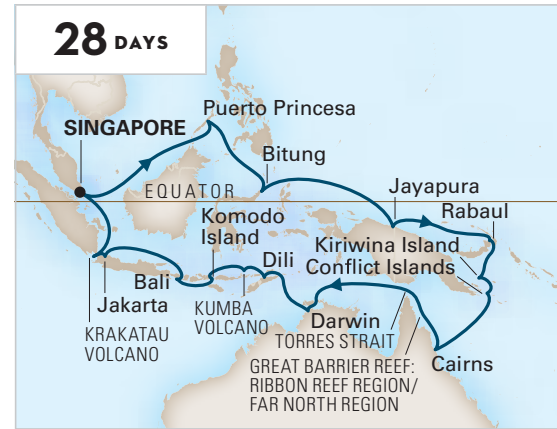 28 DAYS
Puerto Princesa
SINGAPORE
Bitung
EQUATOR
Jayapura
Rabaul
Komodo
Island
Kiriwina Island
Conflict Islands
Dili
Bali
Jakarta
KUMBA
VOLCANO
KRAKATAU
VOLCANO
Darwin
TORRES STRAIT
Cairns
GREAT BARRIER REEF:
RIBBON REEF REGION/
FAR NORTH REGION